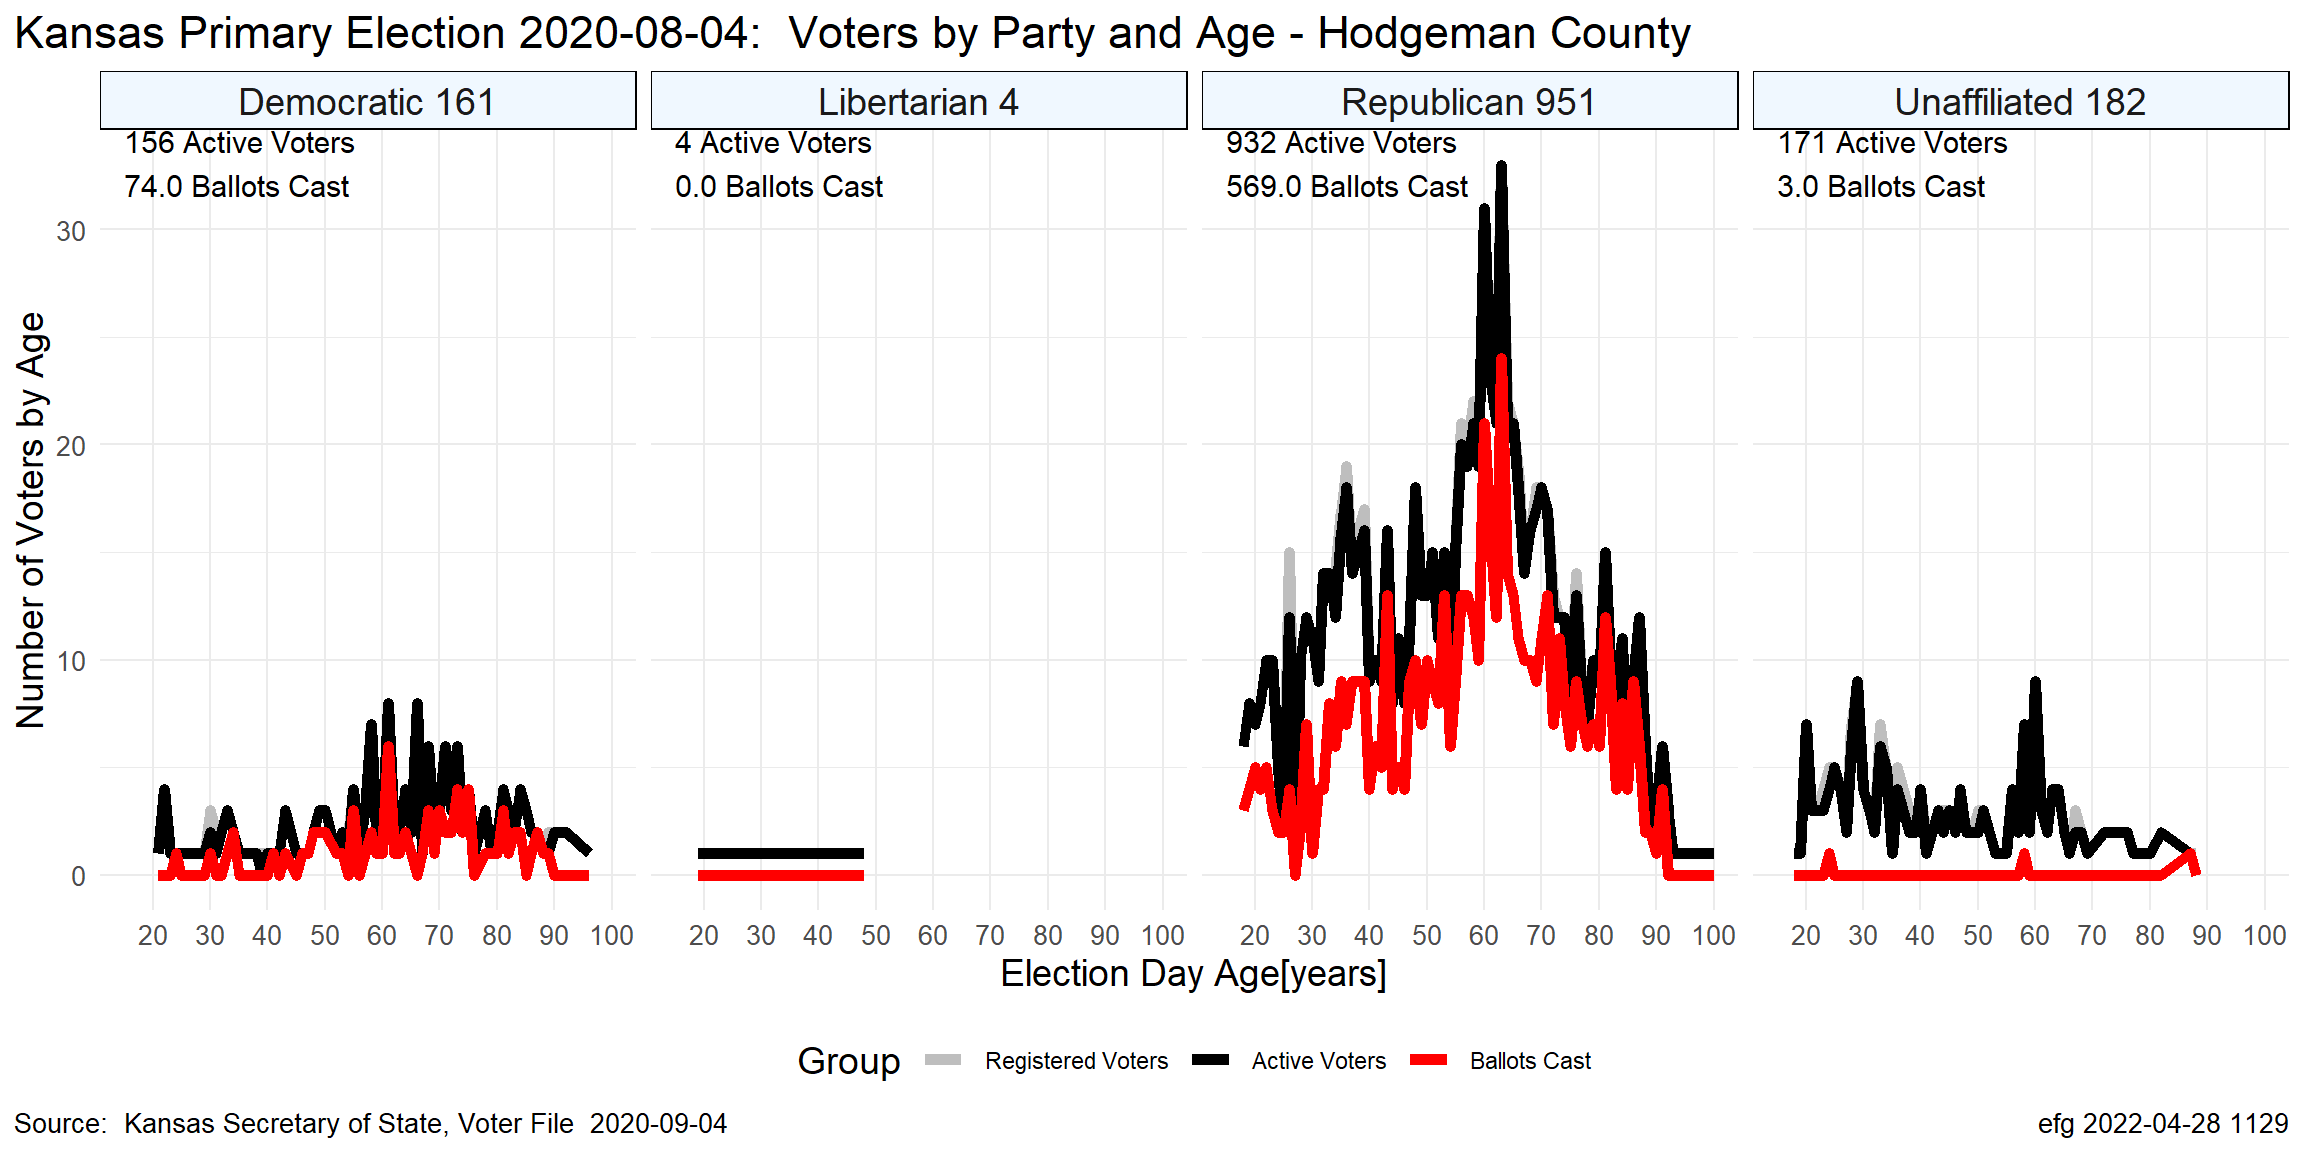 Kansas Primary Election 2020-08-04:  Voters by Party and Age - Hodgeman County
Democratic 161
Libertarian 4
Republican 951
Unaffiliated 182
156 Active Voters
74.0 Ballots Cast
4 Active Voters
0.0 Ballots Cast
932 Active Voters
569.0 Ballots Cast
171 Active Voters
3.0 Ballots Cast
Number of Voters by Age
30
20
10
0
20 30 40 50 60 70 80 90 100
20 30 40 50 60 70 80 90 100
20 30 40 50 60 70 80 90 100
20 30 40 50 60 70 80 90 100
Election Day Age[years]
Group Registered Voters Active Voters Ballots Cast
Source:  Kansas Secretary of State, Voter File  2020-09-04
efg 2022-04-28 1129